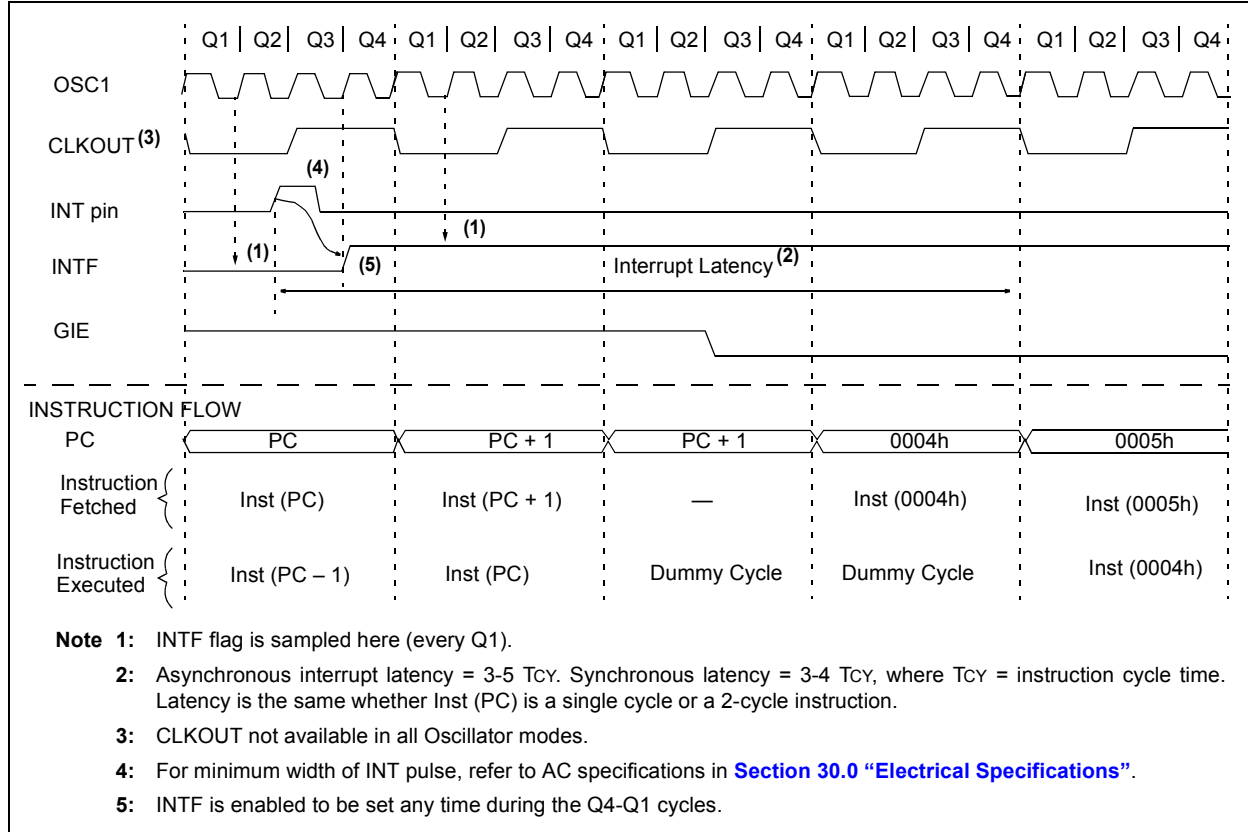 Q1 Q2 Q3 Q4 Q1 Q2 Q3 Q4 Q1 Q2 Q3 Q4 Q1 Q2 Q3 Q4 Q1 Q2 Q3 Q4
OSC1
CLKOUT (3)
(4)
INT pin
(1)
(1)
INTF
(5)
Interrupt Latency (2)
GIE
INSTRUCTION FLOW
PC PC PC + 1 PC + 1 0004h 0005h
Instruction
Fetched
Inst (PC) Inst (PC + 1) — Inst (0004h) Inst (0005h)
Instruction
Executed
Inst (PC – 1) Inst (PC) Dummy Cycle Dummy Cycle Inst (0004h)
Note 1: INTF flag is sampled here (every Q1).
2: Asynchronous interrupt latency = 3-5 TCY. Synchronous latency = 3-4 TCY, where TCY = instruction cycle time.
Latency is the same whether Inst (PC) is a single cycle or a 2-cycle instruction.
3: CLKOUT not available in all Oscillator modes.
4: For minimum width of INT pulse, refer to AC specifications in Section 30.0 “Electrical Specifications”.
5: INTF is enabled to be set any time during the Q4-Q1 cycles.